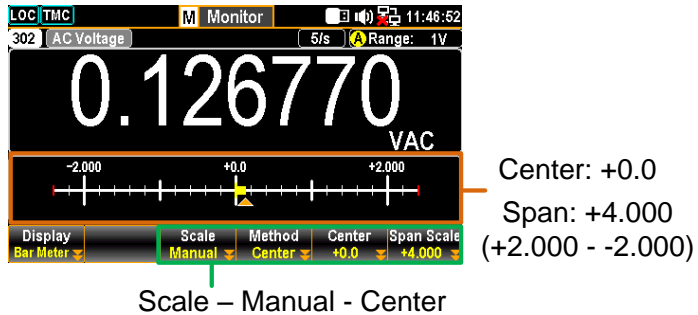 LOC TMC M Monitor 11:46:52
302 AC Voltage 5/s A Range: 1V
0.126770
VAC
-2.000 +0.0 +2.000
Display Scale Method Center Span Scale
Bar Meter Manual Center +0.0 +4.000
Center: +0.0
Span: +4.000
(+2.000 - -2.000)
Scale – Manual - Center